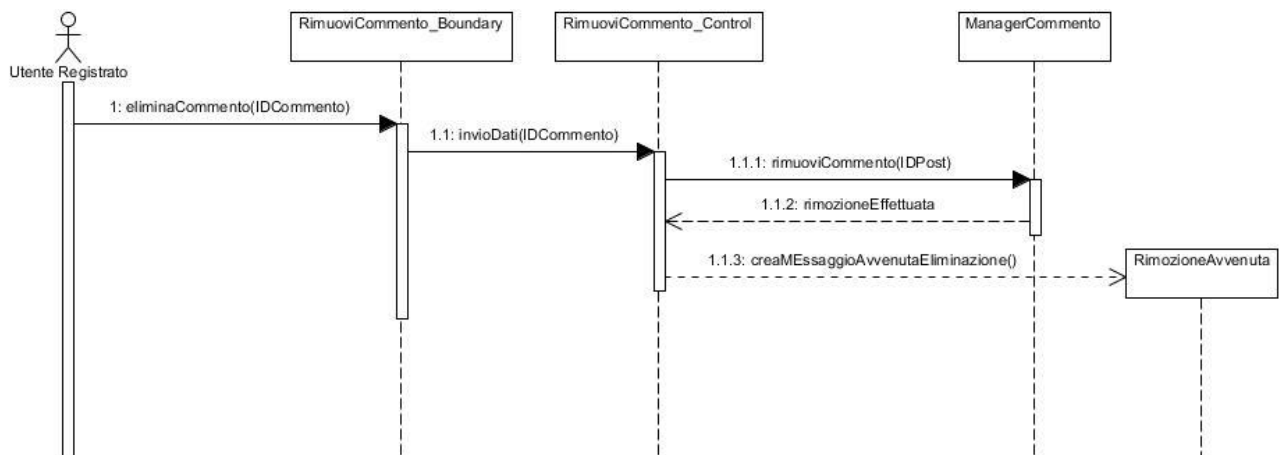 RimuoviCommento_Boundary
RimuoviCommento_Control
ManagerCommento
Utente Registrato
1: eliminaCommento(IDCommento)
1.1: invioDati(IDCommento)
1.1.1: rimuoviCommento(IDPost)
1.1.2: rimozioneEffettuata
1.1.3: creaMEssaggioAvvenutaEliminazione()
RimozioneAvvenuta